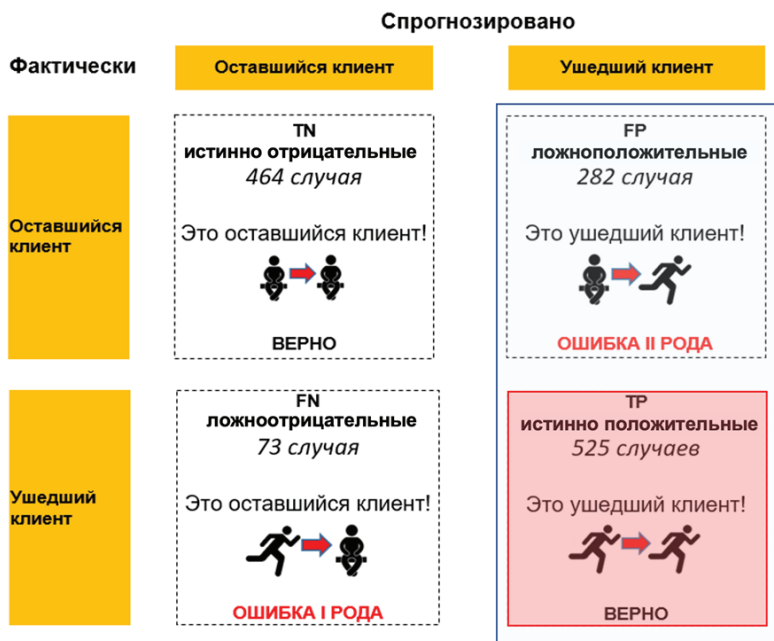 Спрогнозировано
Фактически
Оставшийся клиент
Ушедший клиент
Оставшийся
клиент
TN
истинно отрицательные
464 случая
Это оставшийся клиент!
ВЕРНО
FP
ложноположительные
282 случая
Это ушедший клиент!
ОШИБКА II РОДА
Ушедший
клиент
FN
ложноотрицательные
73 случая
Это оставшийся клиент!
ОШИБКА I РОДА
TP
истинно положительные
525 случаев
Это ушедший клиент!
ВЕРНО